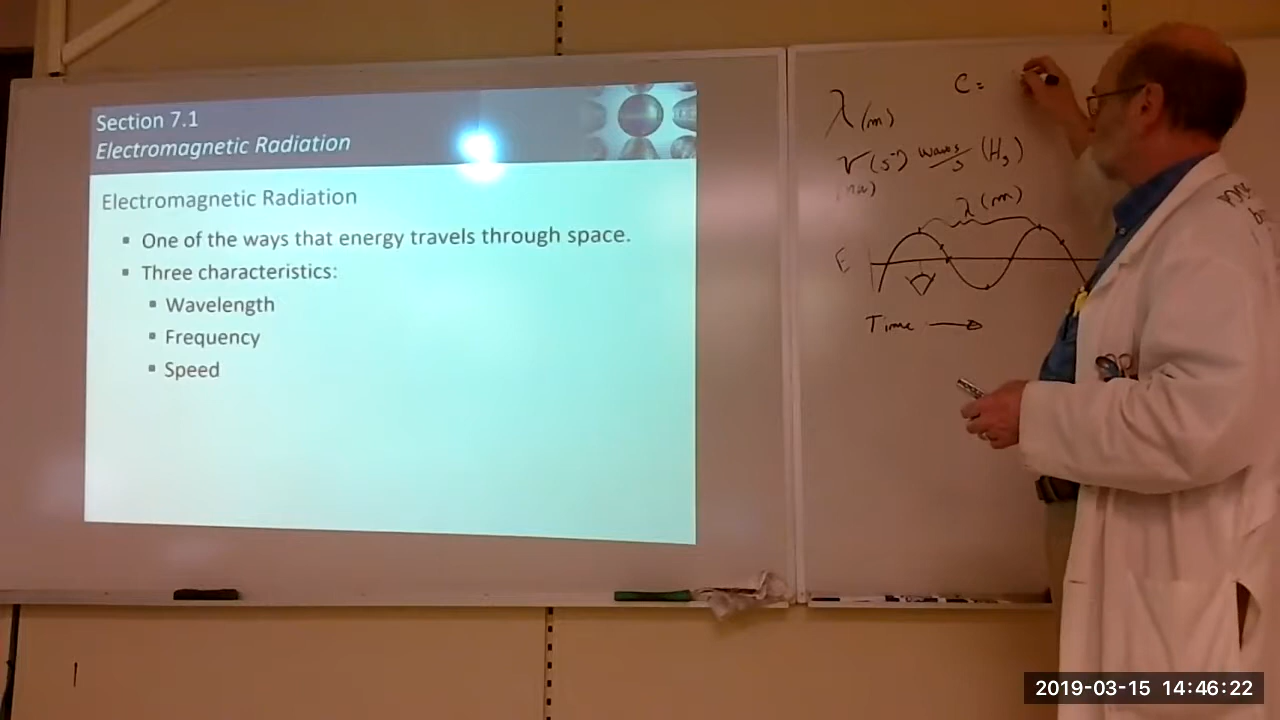 Section 7.1
Electromagnetic Radiation
Electromagnetic Radiation
▪ One of the ways that energy travels through space.
▪ Three characteristics:
▪ Wavelength
▪ Frequency
▪ Speed
C =
λ (m)
ν (s⁻¹) waves/s (Hz)
(nu)
λ (m)
E
Time →
2019-03-15 14:46:22